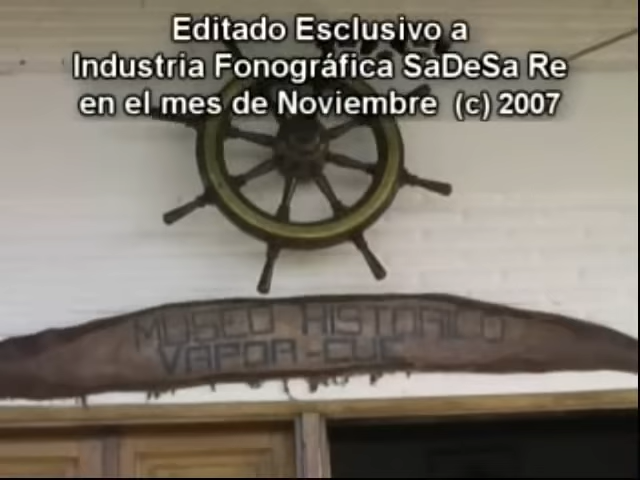 Editado Esclusivo a
Industria Fonográfica SaDeSa Re
en el mes de Noviembre (c) 2007
MUSEO HISTORICO
VAPOR-CUE